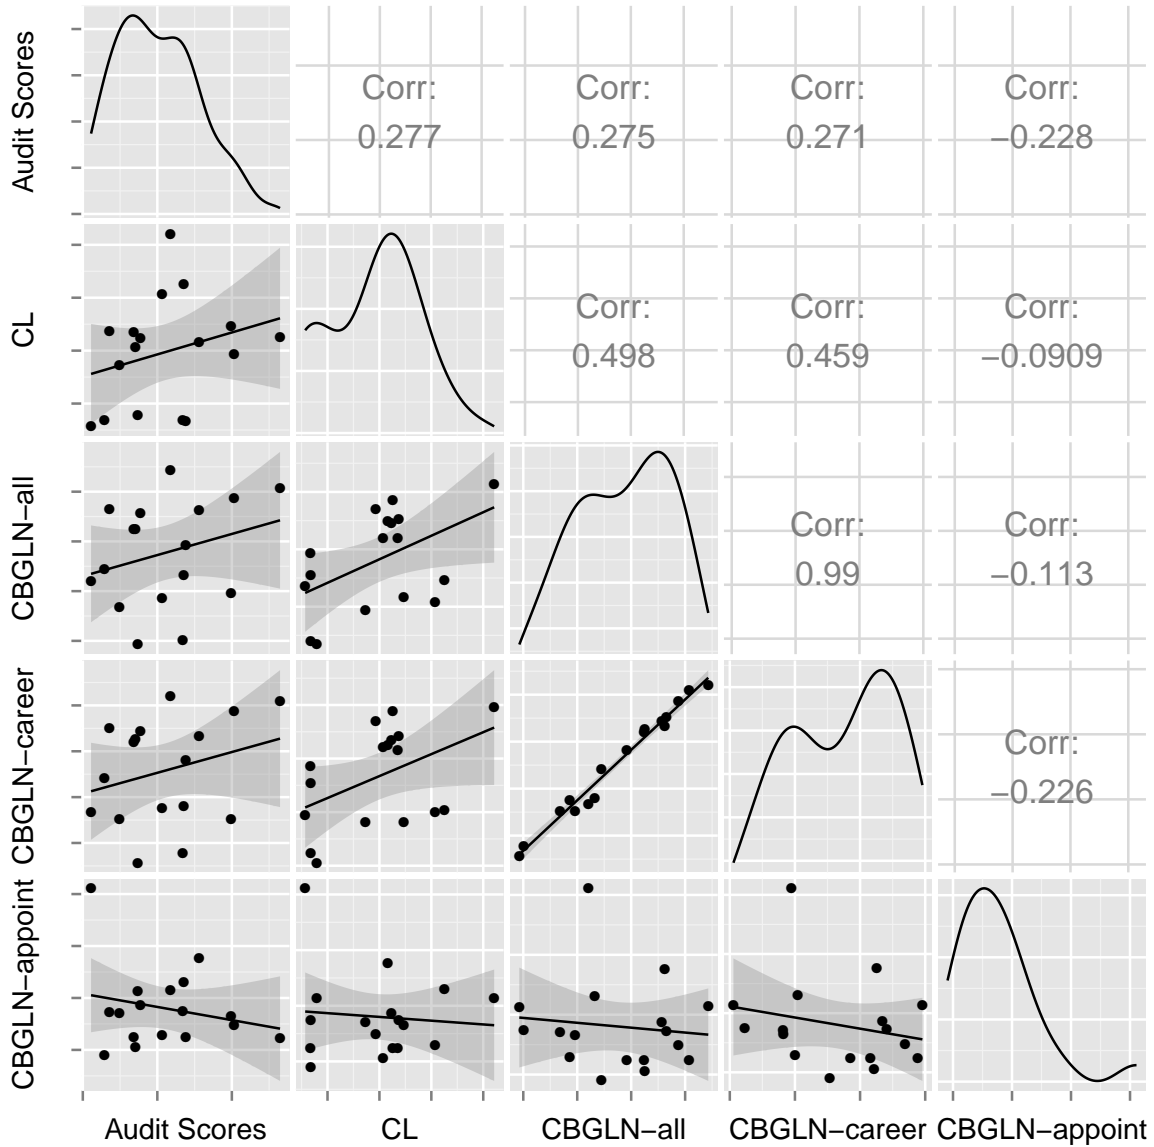 Audit Scores
Corr:
0.277
Corr:
0.275
Corr:
0.271
Corr:
−0.228
CL
Corr:
0.498
Corr:
0.459
Corr:
−0.0909
CBGLN−all
Corr:
0.99
Corr:
−0.113
CBGLN−career
Corr:
−0.226
CBGLN−appoint
Audit Scores
CL
CBGLN−all
CBGLN−career
CBGLN−appoint